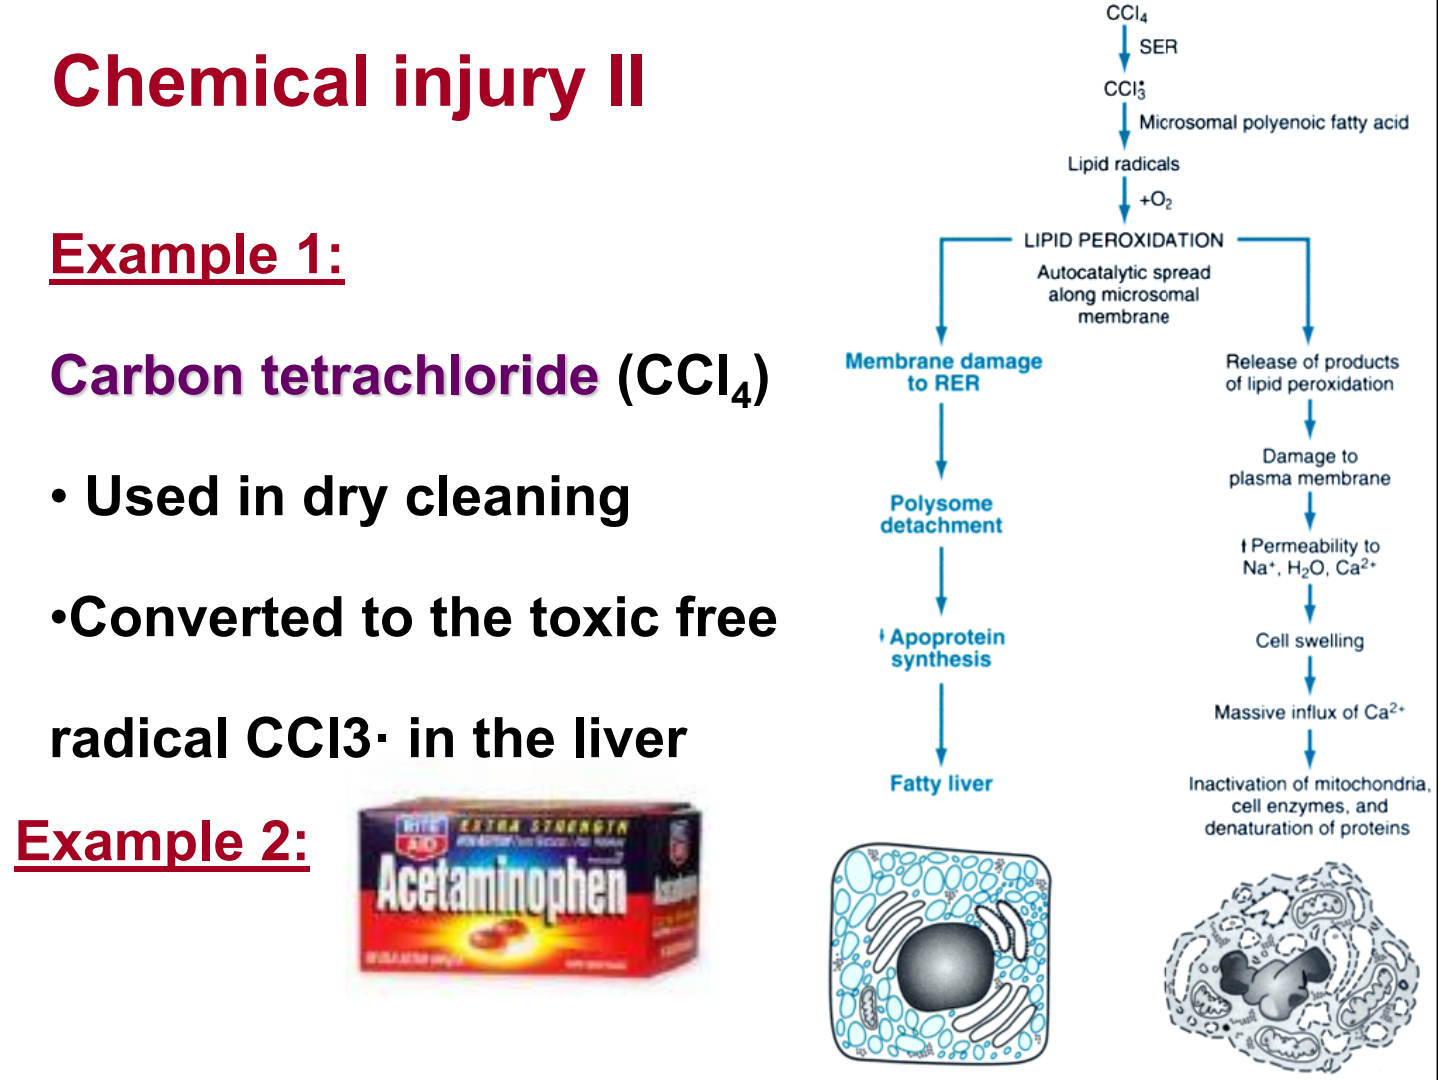 Chemical injury II
Example 1:
Carbon tetrachloride (CCl₄)
• Used in dry cleaning
•Converted to the toxic free
radical CCl3· in the liver
Example 2:
RITE
AID
EXTRA STRENGTH
Acetaminophen
CCl₄
SER
CCl₃•
Microsomal polyenoic fatty acid
Lipid radicals
+O₂
LIPID PEROXIDATION
Autocatalytic spread
along microsomal
membrane
Membrane damage
to RER
Polysome
detachment
Apoprotein
synthesis
Fatty liver
Release of products
of lipid peroxidation
Damage to
plasma membrane
↑ Permeability to
Na⁺, H₂O, Ca²⁺
Cell swelling
Massive influx of Ca²⁺
Inactivation of mitochondria,
cell enzymes, and
denaturation of proteins